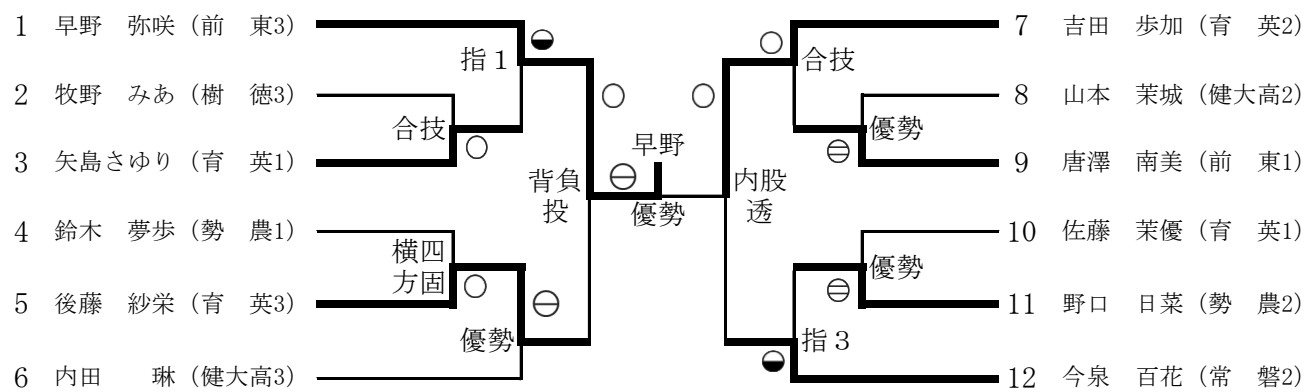 1 早野 弥咲（前 東3）
2 牧野 みあ（樹 徳3）
3 矢島さゆり（育 英1）
4 鈴木 夢歩（勢 農1）
5 後藤 紗栄（育 英3）
6 内田 琳（健大高3）
指１
合技
横四
方固
優勢
背負
投
早野
優勢
内股
透
合技
優勢
優勢
指３
7 吉田 歩加（育 英2）
8 山本 茉城（健大高2）
9 唐澤 南美（前 東1）
10 佐藤 茉優（育 英1）
11 野口 日菜（勢 農2）
12 今泉 百花（常 磐2）